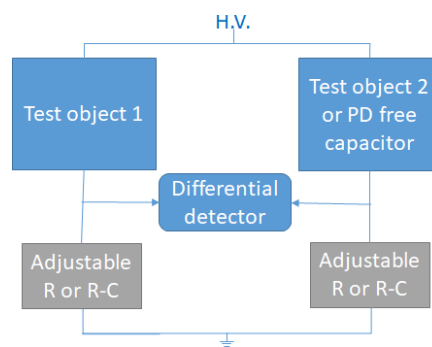 H.V.
Test object 1
Test object 2
or PD free
capacitor
Differential
detector
Adjustable
R or R-C
Adjustable
R or R-C